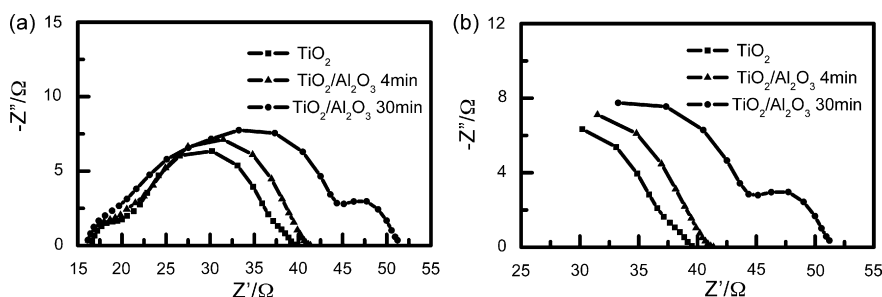 (a)
15
10
5
0
-Z"/Ω
TiO₂
TiO₂/Al₂O₃ 4min
TiO₂/Al₂O₃ 30min
15 20 25 30 35 40 45 50 55
Z'/Ω
(b)
12
8
4
0
-Z"/Ω
TiO₂
TiO₂/Al₂O₃ 4min
TiO₂/Al₂O₃ 30min
25 30 35 40 45 50 55
Z'/Ω